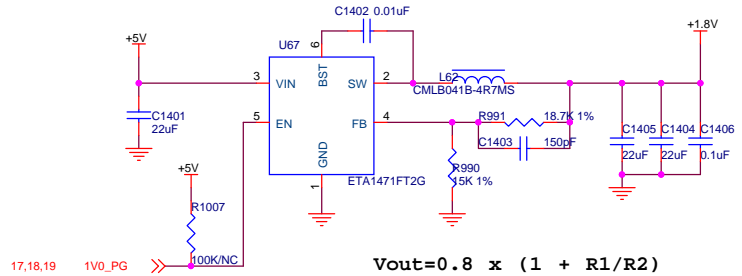 C1402 0.01uF
+5V
U67
+1.8V
6
BST
3
VIN
SW
2
L62
CMLB041B-4R7MS
C1401
22uF
5
EN
FB
4
R991
18.7K 1%
C1403
150pF
C1405
C1404
C1406
22uF
22uF
0.1uF
GND
1
R990
15K 1%
ETA1471FT2G
+5V
R1007
100K/NC
17,18,19
1V0_PG
Vout=0.8 x (1 + R1/R2)